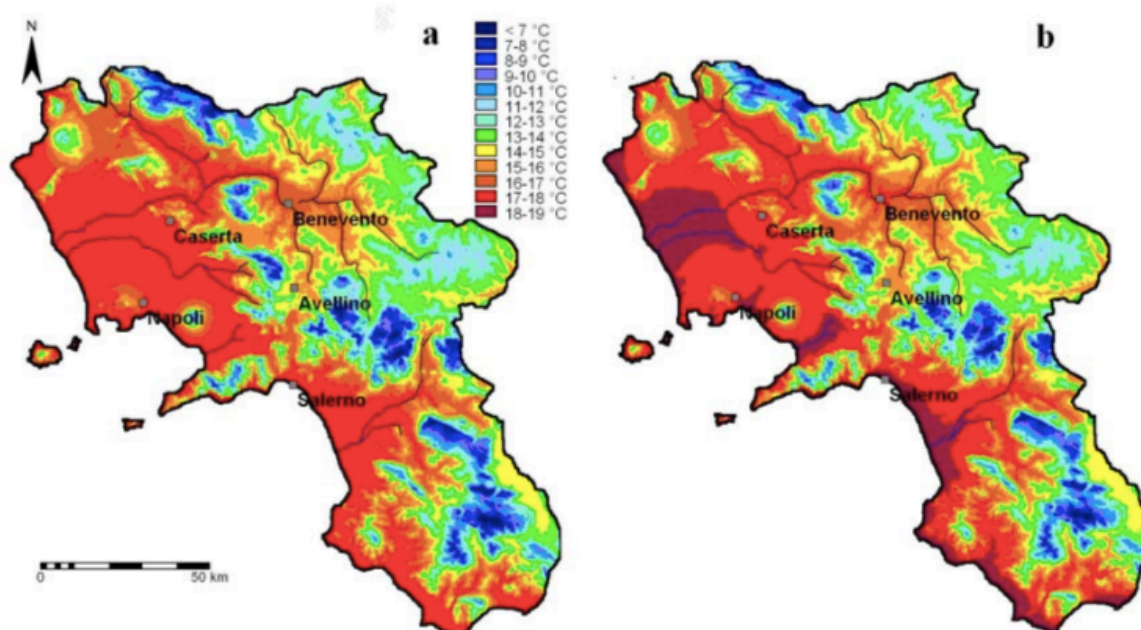 N
a
b
< 7 °C
7-8 °C
8-9 °C
9-10 °C
10-11 °C
11-12 °C
12-13 °C
13-14 °C
14-15 °C
15-16 °C
16-17 °C
17-18 °C
18-19 °C
Benevento
Caserta
Avellino
Napoli
Salerno
Benevento
Caserta
Avellino
Napoli
Salerno
0 50 km